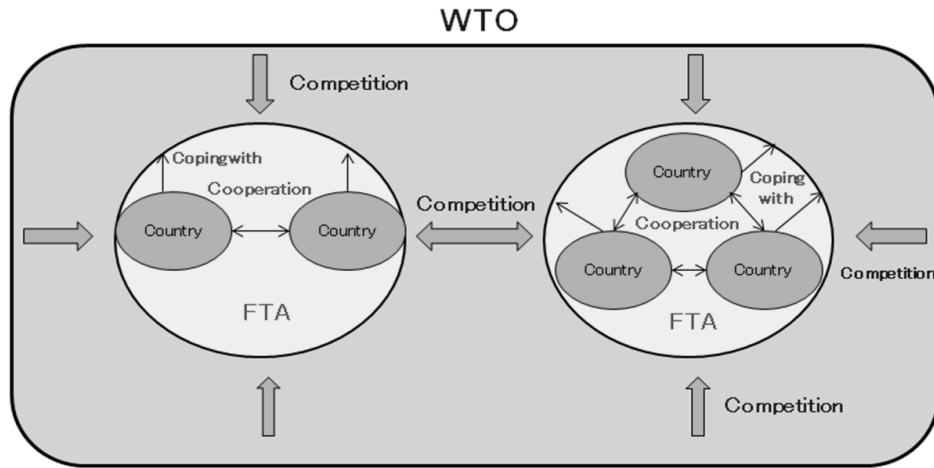 WTO
Competition
Copingwith
Cooperation
Country
Country
FTA
Competition
Country
Coping
with
Cooperation
Country
Country
FTA
Competition
Competition